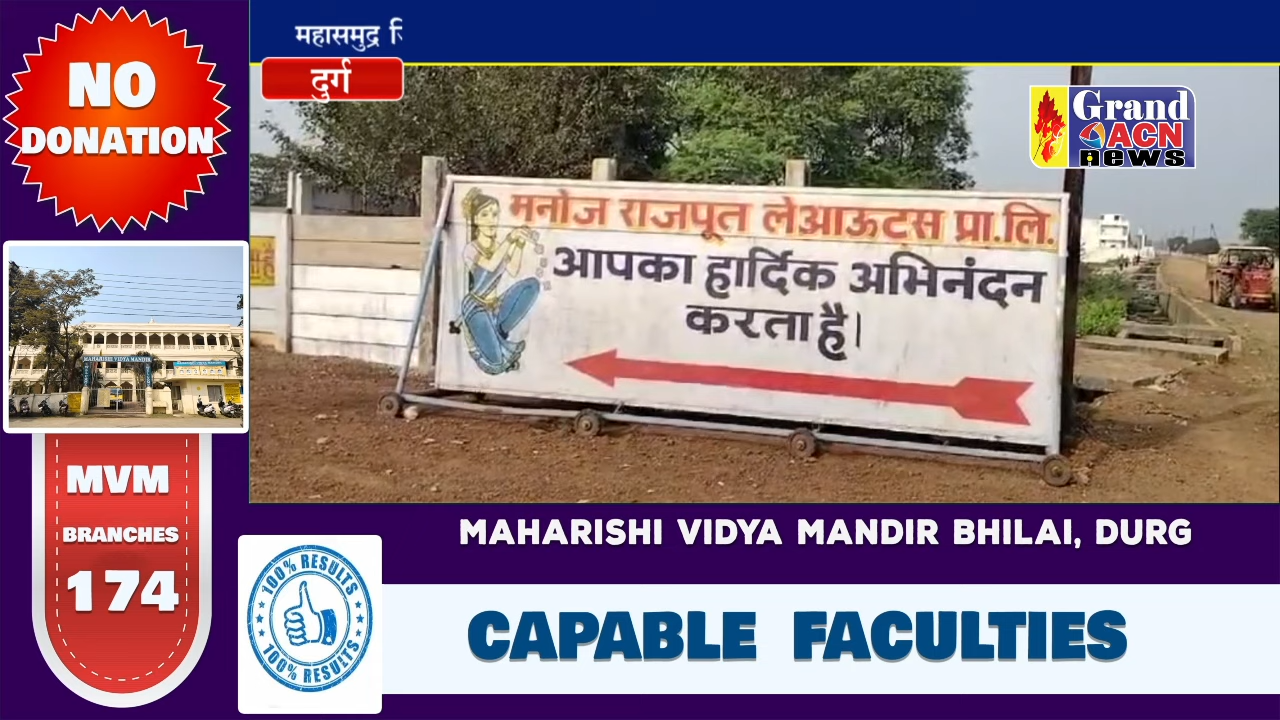 NO
DONATION
महासमुद्र
दुर्ग
Grand
ACN
news
मनोज राजपूत लेआऊट्स प्रा.लि.
आपका हार्दिक अभिनंदन
करता है।
MAHARISHI VIDYA MANDIR
MVM
BRANCHES
174
MAHARISHI VIDYA MANDIR BHILAI, DURG
100% RESULTS
100% RESULTS
CAPABLE FACULTIES